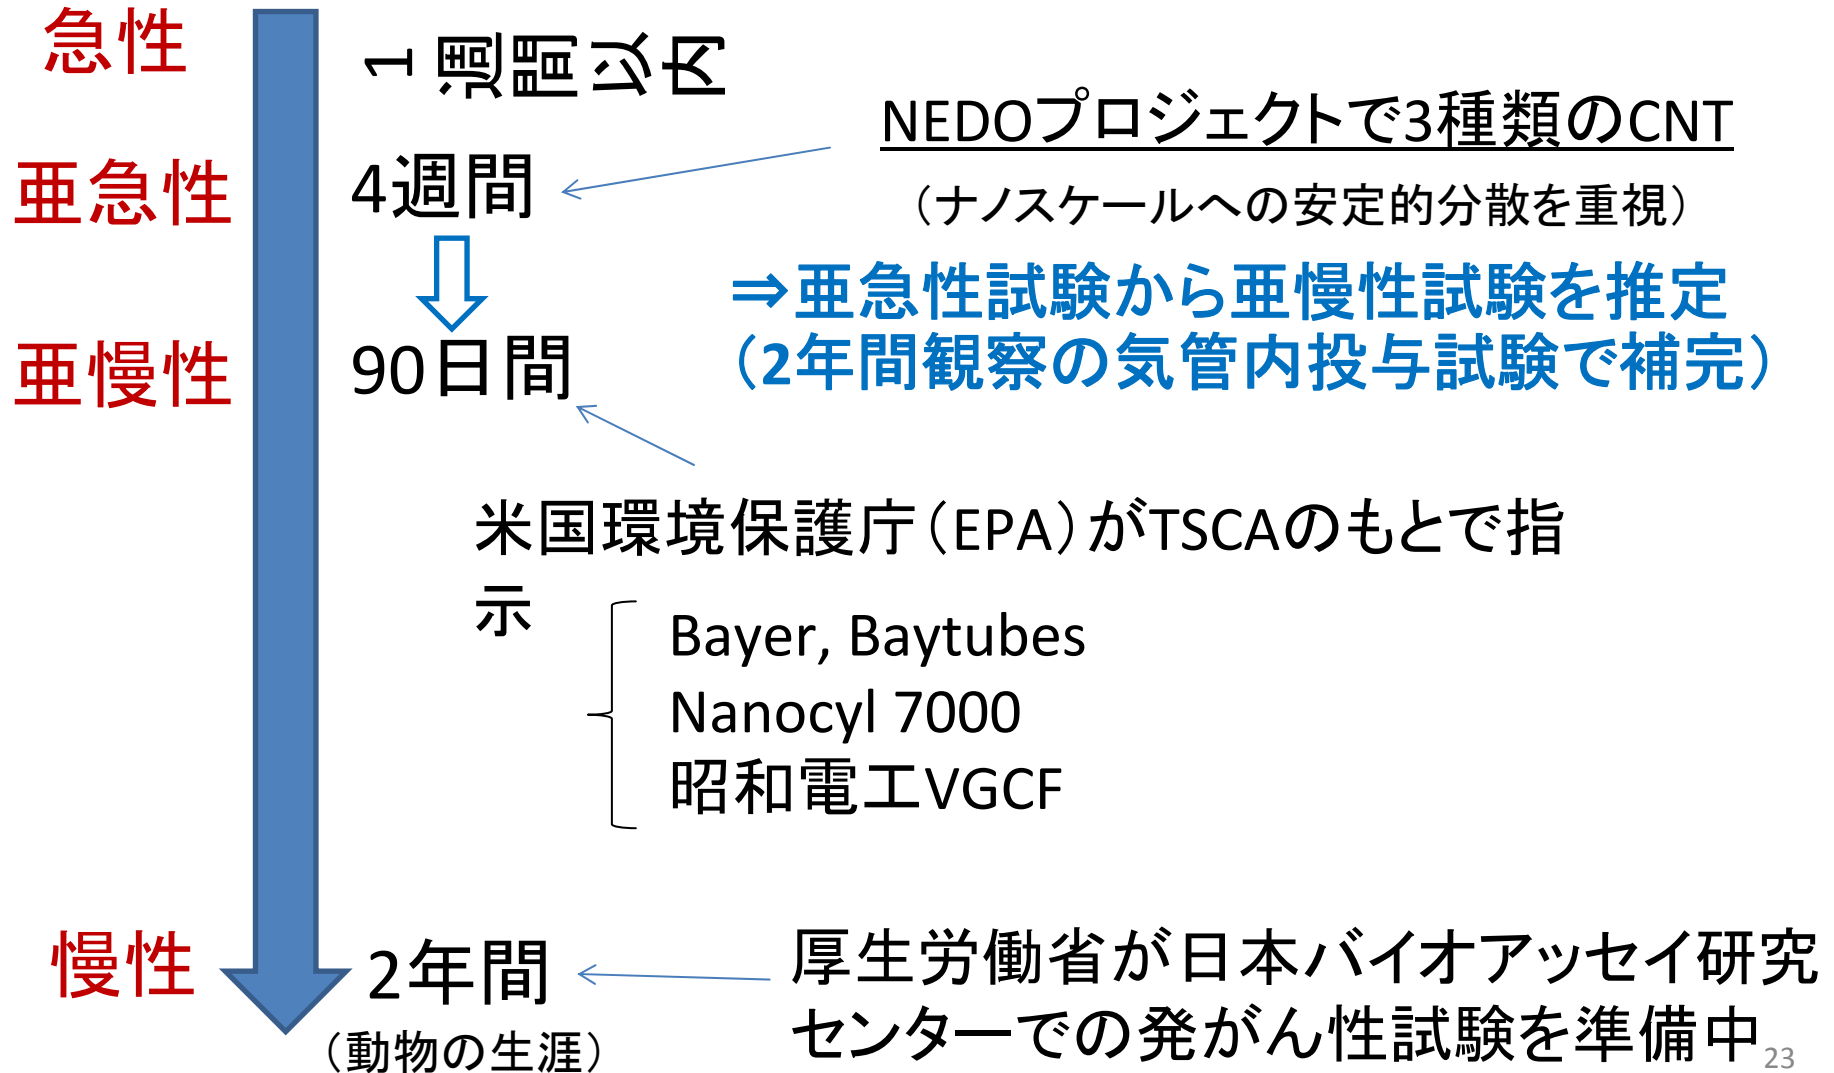 急性
1週間以内
NEDOプロジェクトで3種類のCNT
（ナノスケールへの安定的分散を重視）
亜急性
4週間
⇒亜急性試験から亜慢性試験を推定
（2年間観察の気管内投与試験で補完）
亜慢性
90日間
米国環境保護庁（EPA）がTSCAのもとで指
示
Bayer, Baytubes
Nanocyl 7000
昭和電工VGCF
慢性
2年間
（動物の生涯）
厚生労働省が日本バイオアッセイ研究
センターでの発がん性試験を準備中
23